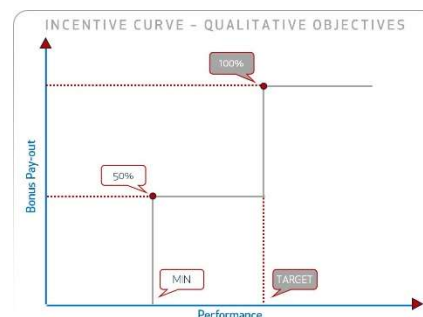 INCENTIVE CURVE – QUALITATIVE OBJECTIVES
100%
Bonus Pay-out
50%
MIN
TARGET
Performance